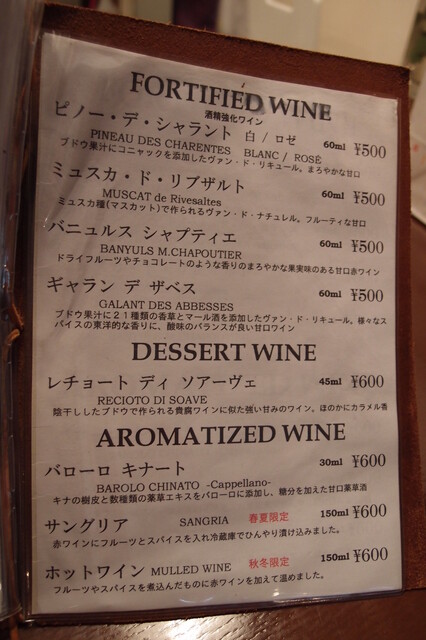 FORTIFIED WINE
酒精強化ワイン
ピノー・デ・シャラント 白 / ロゼ 60ml ¥500
PINEAU DES CHARENTES BLANC / ROSÉ
ブドウ果汁にコニャックを添加したヴァン・ド・リキュール。まろやかな甘口
ミュスカ・ド・リブザルト 60ml ¥500
MUSCAT de Rivesaltes
ミュスカ種(マスカット)で作られるヴァン・ド・ナチュレル。フルーティな甘口
バニュルス シャプティエ 60ml ¥500
BANYULS M.CHAPOUTIER
ドライフルーツやチョコレートのような香りのまろやかな果実味のある甘口赤ワイン
ギャラン デ ザベス 60ml ¥500
GALANT DES ABBESSES
ブドウ果汁に21種類の香草とマール酒を添加したヴァン・ド・リキュール。様々なス
パイスの東洋的な香りに、酸味のバランスが良い甘口ワイン
DESSERT WINE
レチョート ディ ソアーヴェ 45ml ¥600
RECIOTO DI SOAVE
陰干ししたブドウで作られる貴腐ワインに似た強い甘みのワイン。ほのかにカラメル香
AROMATIZED WINE
バローロ キナート 30ml ¥600
BAROLO CHINATO -Cappellano-
キナの樹皮と数種類の薬草エキスをバローロに添加し、糖分を加えた甘口薬草酒
サングリア SANGRIA 春夏限定 150ml ¥600
赤ワインにフルーツとスパイスを入れ冷蔵庫でひんやり漬け込みました。
ホットワイン MULLED WINE 秋冬限定 150ml ¥600
フルーツやスパイスを煮込んだものに赤ワインを加えて温めました。